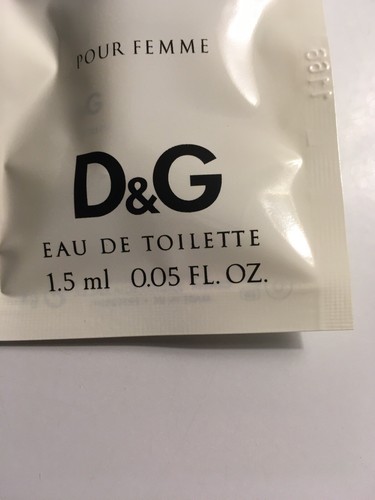 POUR FEMME
D&G
EAU DE TOILETTE
1.5 ml 0.05 FL. OZ.